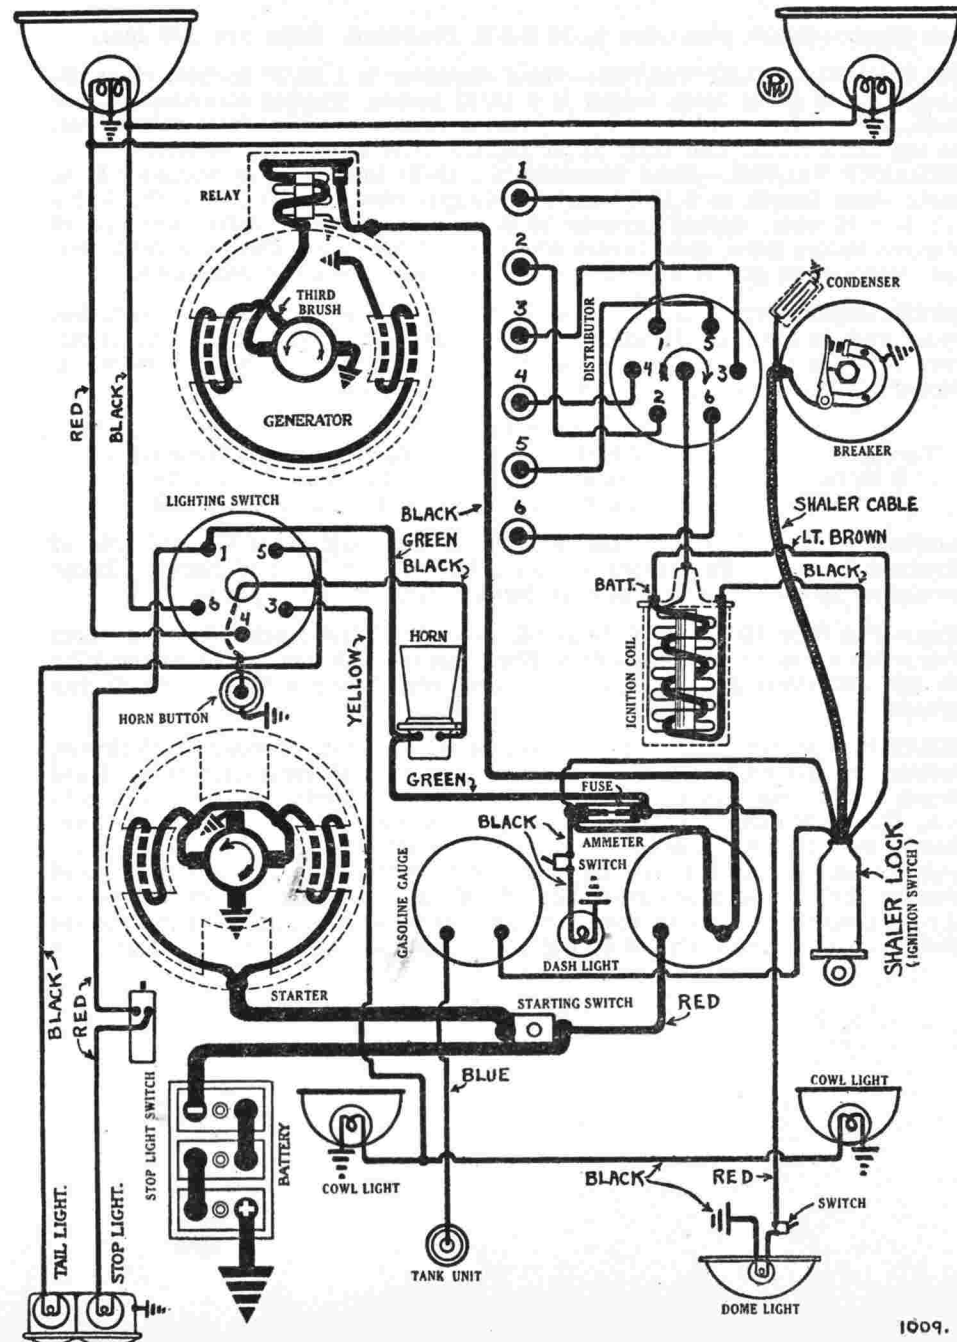 RELAY
THIRD
BRUSH
GENERATOR
RED
BLACK
1
2
3
4
5
6
DISTRIBUTOR
1
5
4
R
3
2
6
CONDENSER
BREAKER
SHALER CABLE
LT. BROWN
BLACK
LIGHTING SWITCH
1
5
6
3
4
BLACK
GREEN
BLACK
BATT.
IGNITION COIL
HORN
HORN BUTTON
YELLOW
GREEN
BLACK
FUSE
AMMETER
SWITCH
GASOLINE GAUGE
DASH LIGHT
SHALER LOCK
(IGNITION SWITCH)
STARTER
STARTING SWITCH
RED
BLACK
RED
BLUE
STOP LIGHT SWITCH
BATTERY
COWL LIGHT
COWL LIGHT
BLACK
RED
SWITCH
TAIL LIGHT.
STOP LIGHT.
TANK UNIT
DOME LIGHT
1009.